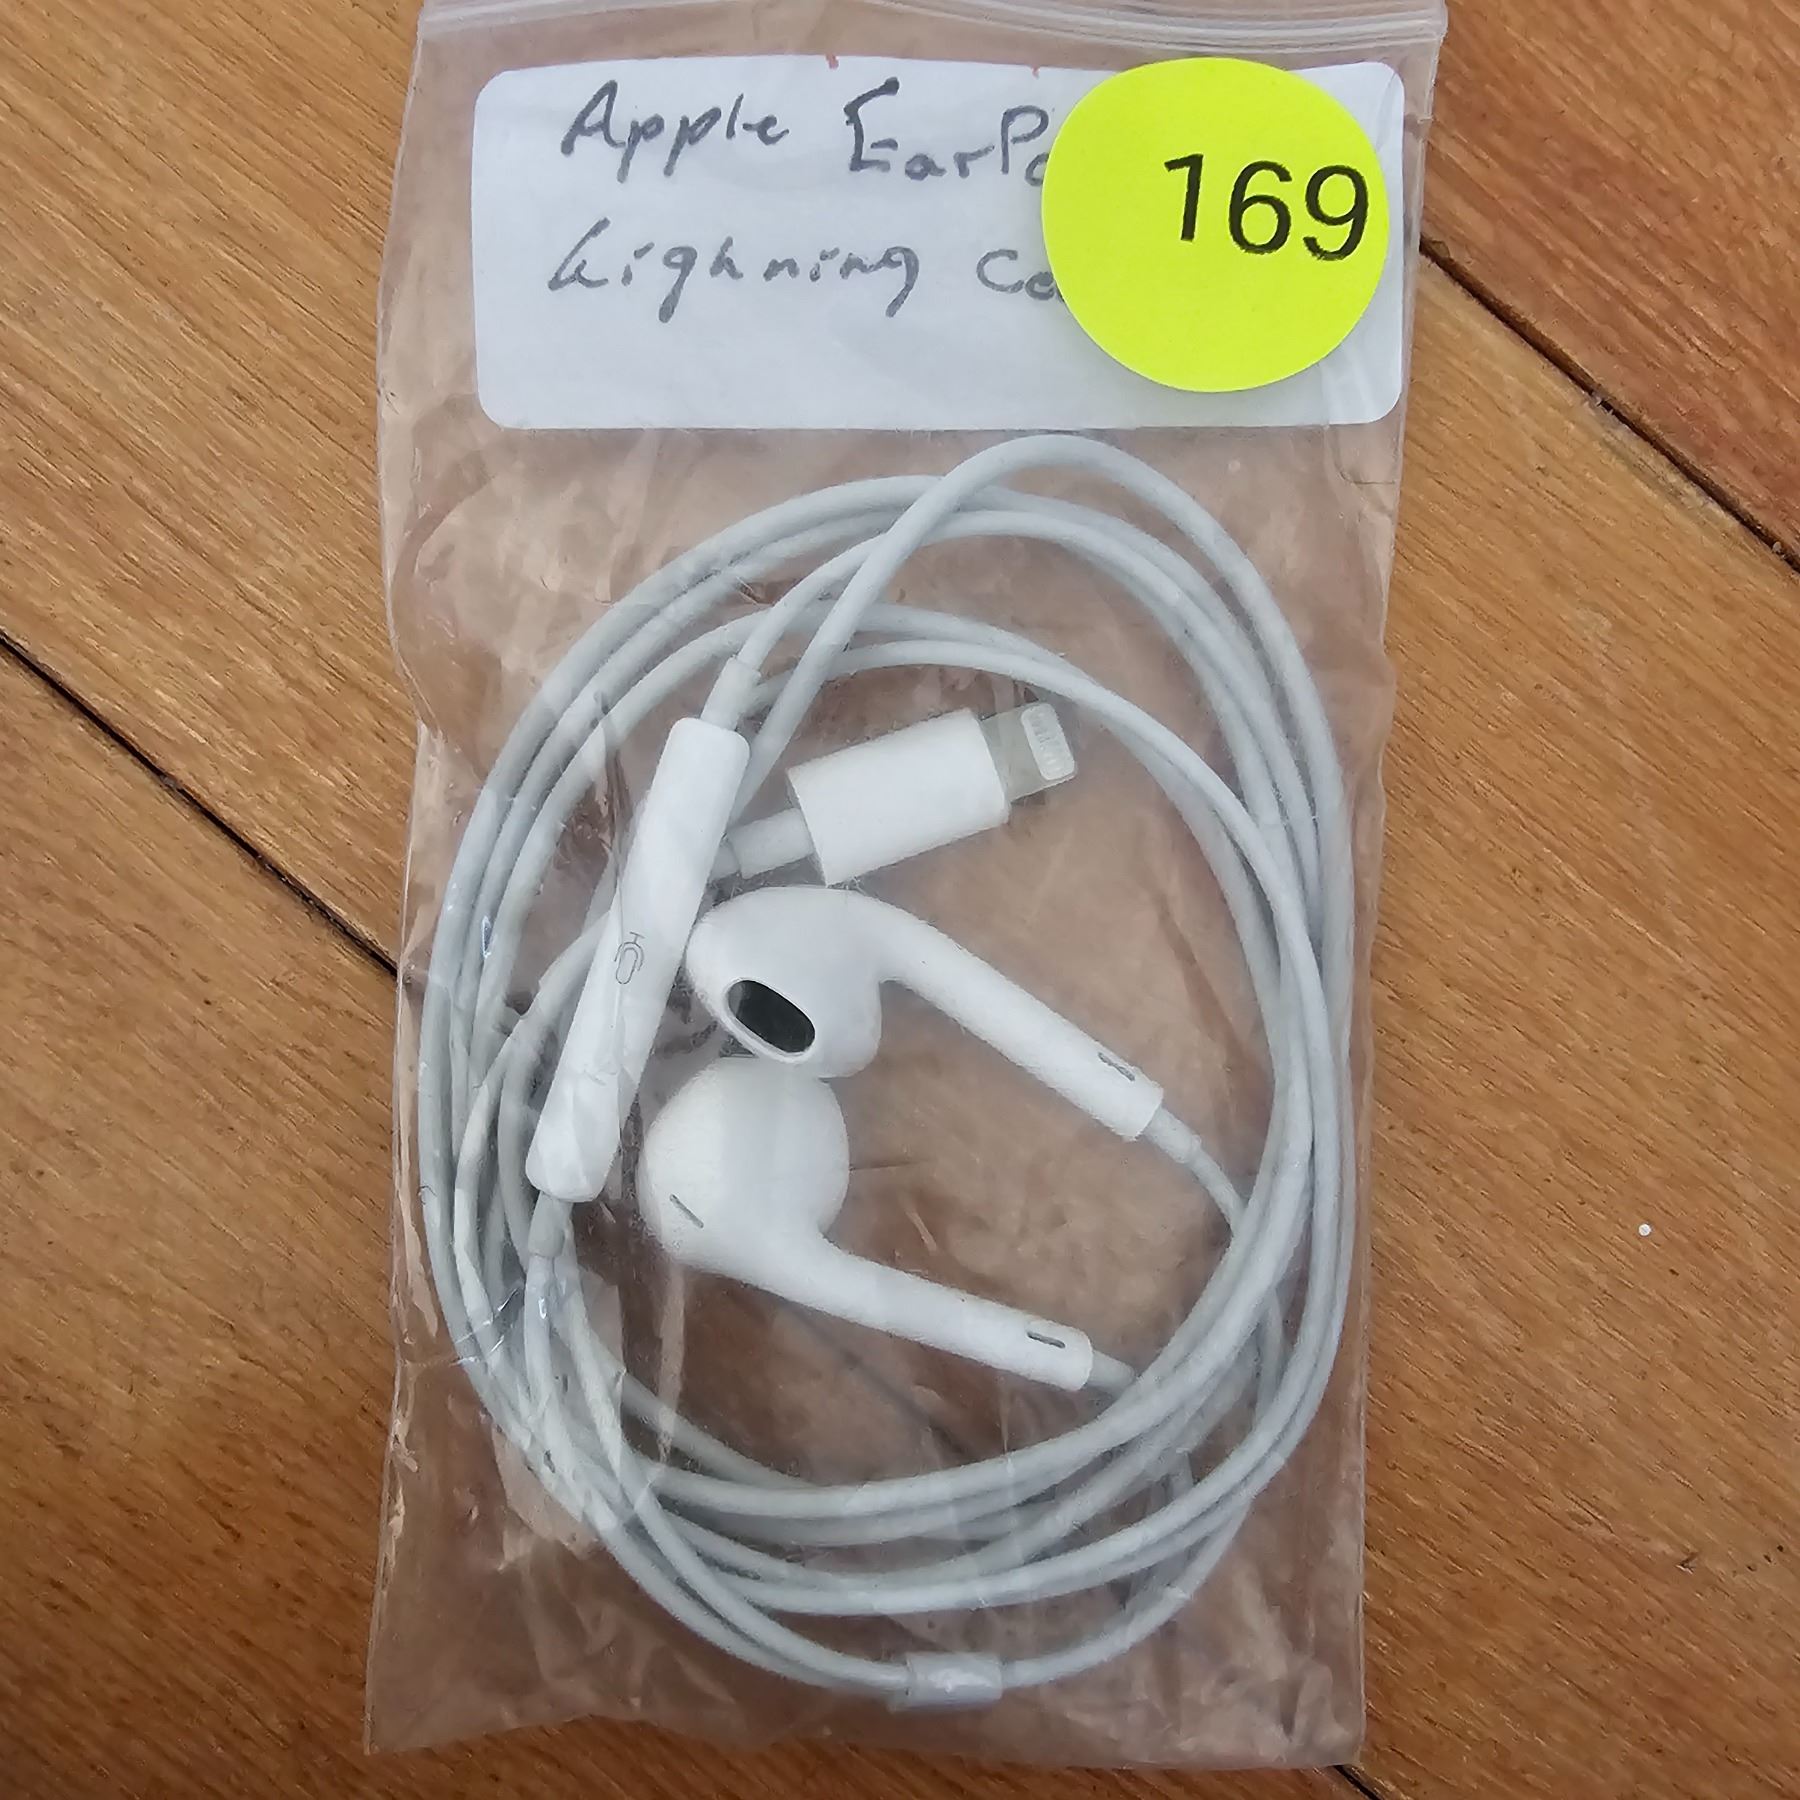 Apple EarPo
169
Lighning co